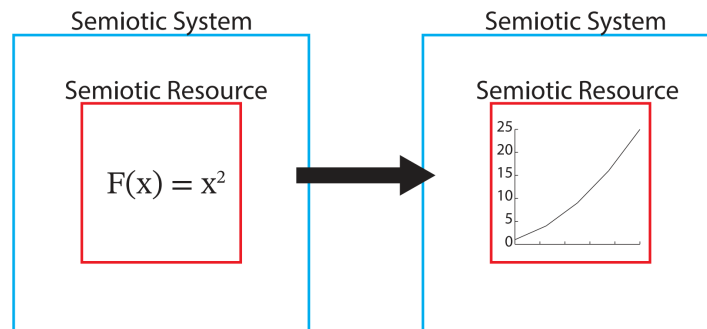 Semiotic System
Semiotic Resource
F(x) = x²
Semiotic System
Semiotic Resource
25
20
15
10
5
0